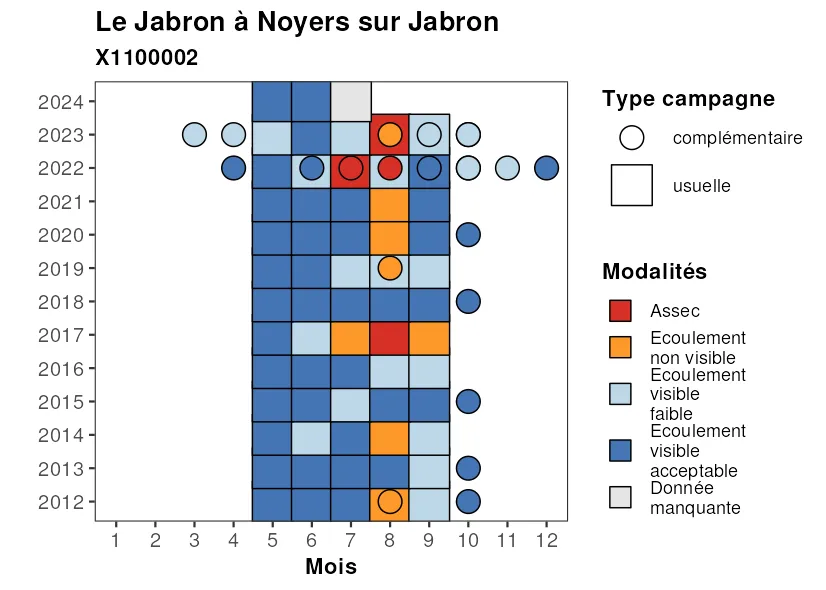 Le Jabron à Noyers sur Jabron
X1100002
2024
2023
2022
2021
2020
2019
2018
2017
2016
2015
2014
2013
2012
1 2 3 4 5 6 7 8 9 10 11 12
Mois
Type campagne
complémentaire
usuelle
Modalités
Assec
Ecoulement
non visible
Ecoulement
visible
faible
Ecoulement
visible
acceptable
Donnée
manquante